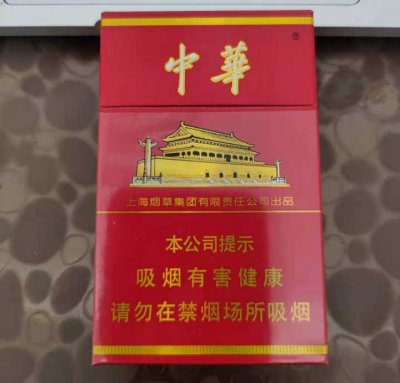 中華®
上海烟草集团有限责任公司出品
本公司提示
吸烟有害健康
请勿在禁烟场所吸烟